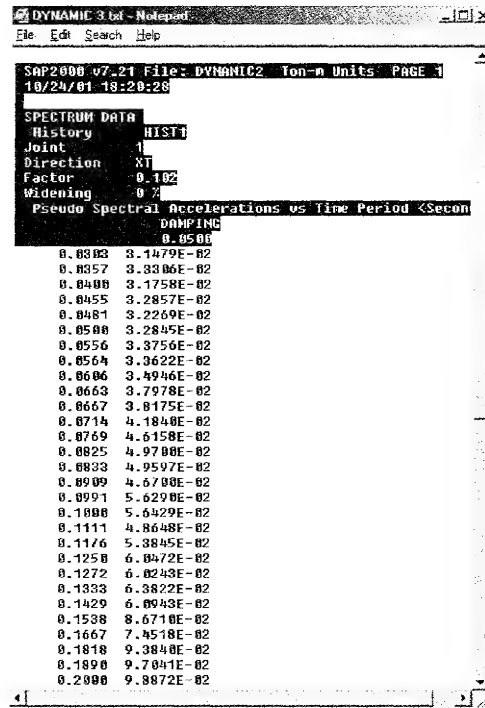 DYNAMIC 3.txt - Notepad
File Edit Search Help
SAP2000 v7.21 File: DYNAMIC2 Ton-m Units PAGE 1
10/24/01 18:20:28
SPECTRUM DATA
History HIST1
Joint 1
Direction XT
Factor 0.102
Widening 0 %
Pseudo Spectral Accelerations vs Time Period <Secon
DAMPING
0.0500
0.0303 3.1479E-02
0.0357 3.3306E-02
0.0400 3.1758E-02
0.0455 3.2857E-02
0.0481 3.2269E-02
0.0500 3.2845E-02
0.0556 3.3756E-02
0.0564 3.3622E-02
0.0606 3.4946E-02
0.0663 3.7978E-02
0.0667 3.8175E-02
0.0714 4.1840E-02
0.0769 4.6158E-02
0.0825 4.9700E-02
0.0833 4.9597E-02
0.0909 4.6700E-02
0.0991 5.6290E-02
0.1000 5.6429E-02
0.1111 4.8648E-02
0.1176 5.3845E-02
0.1250 6.0472E-02
0.1272 6.0243E-02
0.1333 6.3822E-02
0.1429 6.0943E-02
0.1538 8.6710E-02
0.1667 7.4518E-02
0.1818 9.3840E-02
0.1890 9.7041E-02
0.2000 9.8872E-02